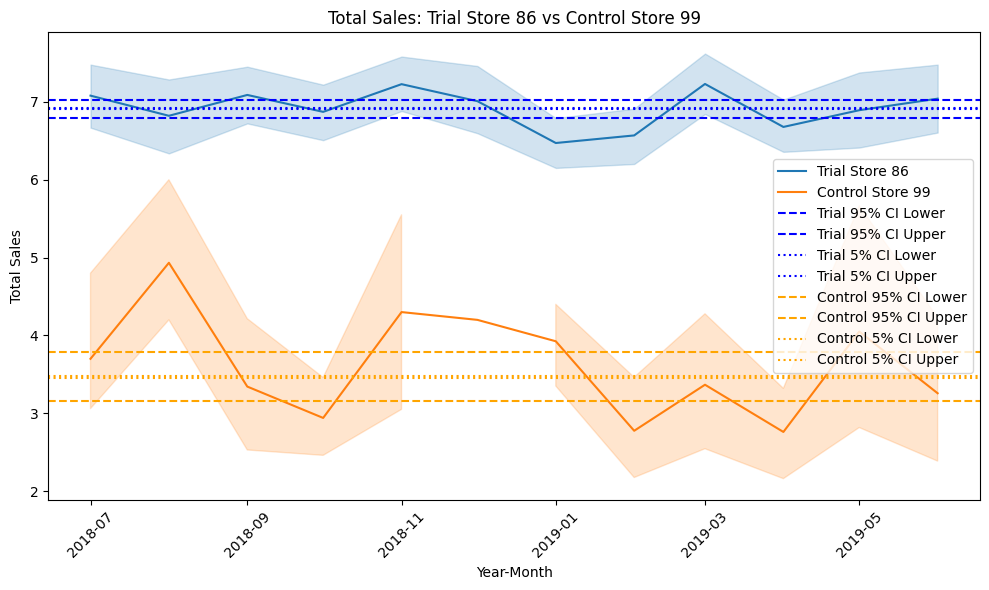 Total Sales: Trial Store 86 vs Control Store 99
Total Sales
7
6
5
4
3
2
Trial Store 86
Control Store 99
Trial 95% CI Lower
Trial 95% CI Upper
Trial 5% CI Lower
Trial 5% CI Upper
Control 95% CI Lower
Control 95% CI Upper
Control 5% CI Lower
Control 5% CI Upper
2018-07
2018-09
2018-11
2019-01
2019-03
2019-05
Year-Month